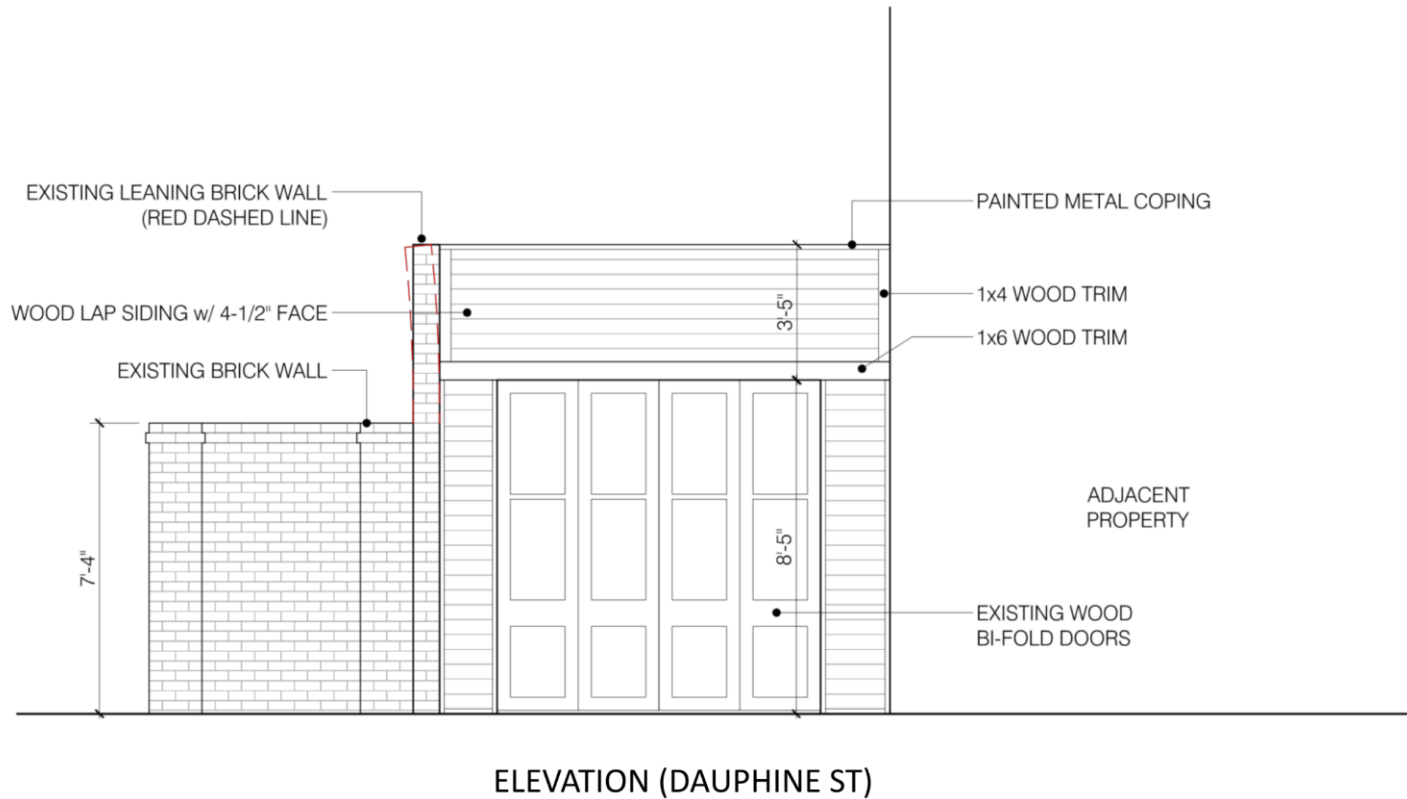 EXISTING LEANING BRICK WALL
(RED DASHED LINE)
PAINTED METAL COPING
WOOD LAP SIDING w/ 4-1/2" FACE
3'-5"
1x4 WOOD TRIM
1x6 WOOD TRIM
EXISTING BRICK WALL
7'-4"
8'-5"
ADJACENT
PROPERTY
EXISTING WOOD
BI-FOLD DOORS
ELEVATION (DAUPHINE ST)